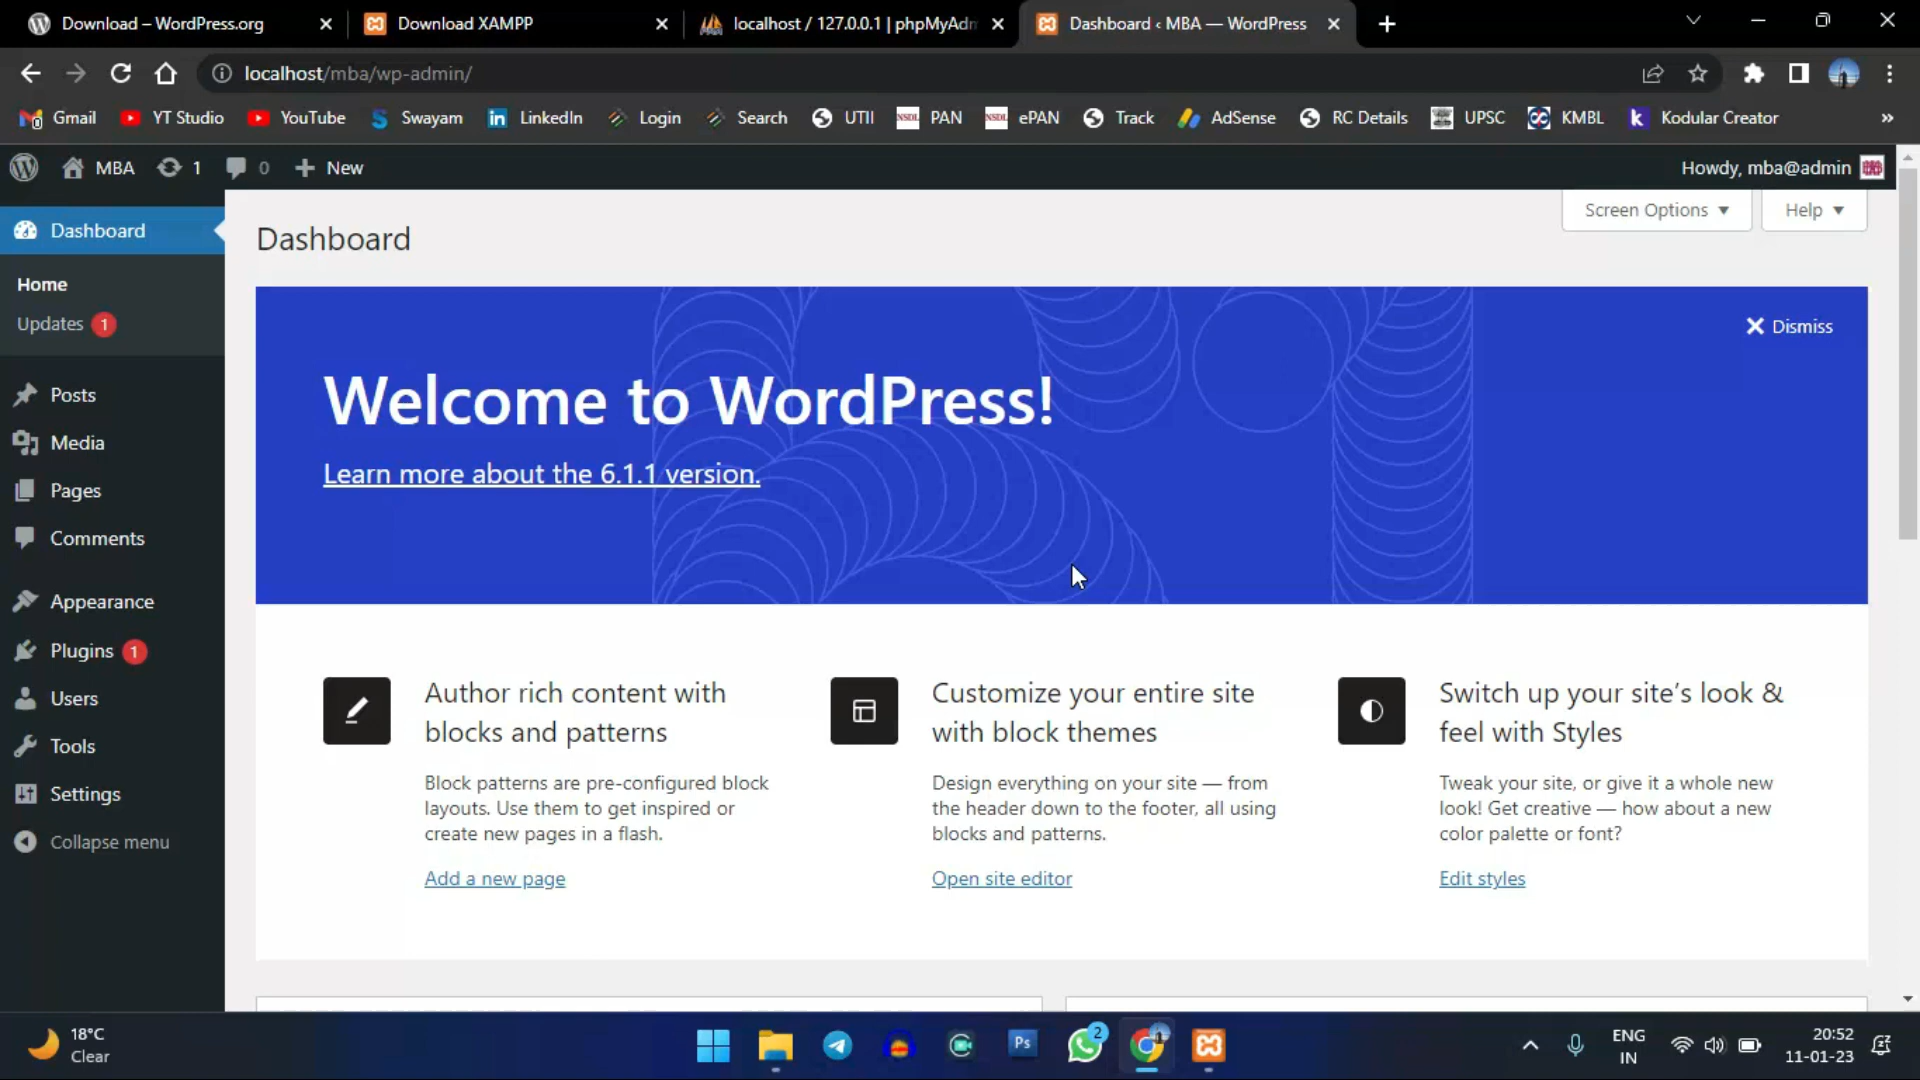 Download – WordPress.org
Download XAMPP
localhost / 127.0.0.1 | phpMyAdm
Dashboard ‹ MBA — WordPress
localhost/mba/wp-admin/
Gmail
YT Studio
YouTube
Swayam
LinkedIn
Login
Search
UTII
PAN
ePAN
Track
AdSense
RC Details
UPSC
KMBL
Kodular Creator
»
MBA
1
0
New
Howdy, mba@admin
Dashboard
Home
Updates 1
Posts
Media
Pages
Comments
Appearance
Plugins 1
Users
Tools
Settings
Collapse menu
Screen Options
Help
Dashboard
Dismiss
Welcome to WordPress!
Learn more about the 6.1.1 version.
Author rich content with
blocks and patterns
Block patterns are pre-configured block
layouts. Use them to get inspired or
create new pages in a flash.
Add a new page
Customize your entire site
with block themes
Design everything on your site — from
the header down to the footer, all using
blocks and patterns.
Open site editor
Switch up your site’s look &
feel with Styles
Tweak your site, or give it a whole new
look! Get creative — how about a new
color palette or font?
Edit styles
18°C
Clear
Ps
2
ENG
IN
20:52
11-01-23